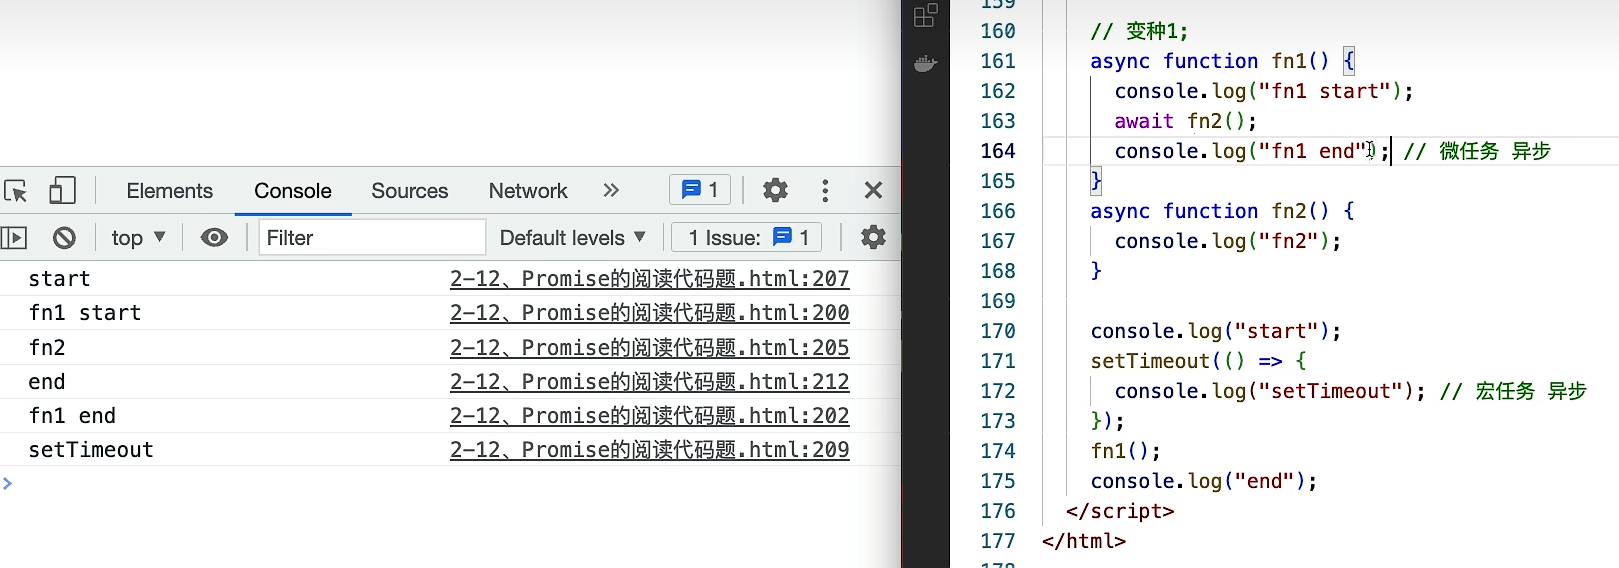 Elements Console Sources Network » 1
top ▼ Filter Default levels ▼ 1 Issue: 1
start 2-12、Promise的阅读代码题.html:207
fn1 start 2-12、Promise的阅读代码题.html:200
fn2 2-12、Promise的阅读代码题.html:205
end 2-12、Promise的阅读代码题.html:212
fn1 end 2-12、Promise的阅读代码题.html:202
setTimeout 2-12、Promise的阅读代码题.html:209
>
159
160 // 变种1;
161 async function fn1() {
162 console.log("fn1 start");
163 await fn2();
164 console.log("fn1 end"); // 微任务 异步
165 }
166 async function fn2() {
167 console.log("fn2");
168 }
169
170 console.log("start");
171 setTimeout(() => {
172 console.log("setTimeout"); // 宏任务 异步
173 });
174 fn1();
175 console.log("end");
176 </script>
177 </html>